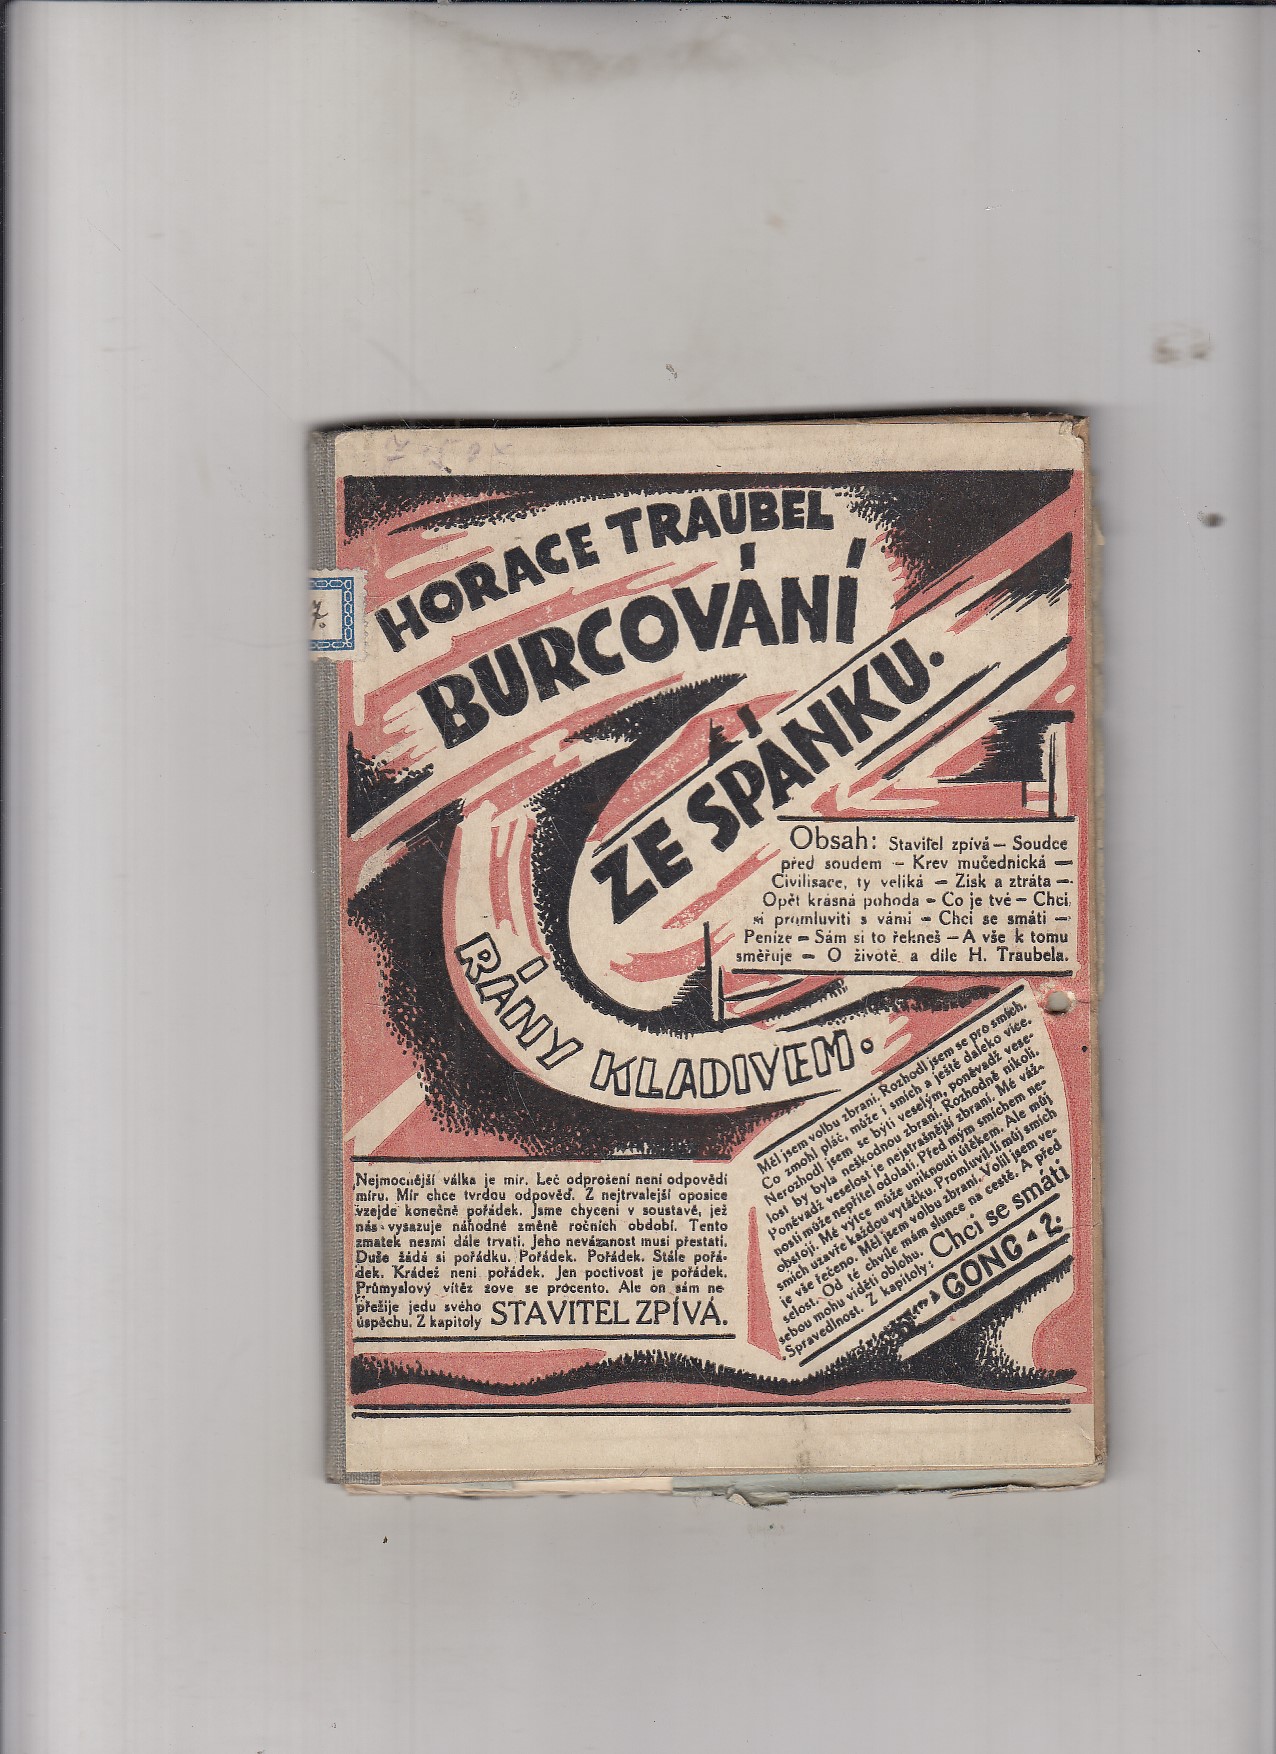 HORACE TRAUBEL
BURCOVÁNÍ
ZE SPÁNKU.
RÁNY KLADIVEM.
7.
Obsah: Stavitel zpívá — Soudce
před soudem — Krev mučednická —
Civilisace, ty veliká — Zisk a ztráta —
Opět krásná pohoda — Co je tvé — Chci
si promluviti s vámi — Chci se smáti —
Peníze — Sám si to řekneš — A vše k tomu
směřuje — O životě a díle H. Traubela.
Měl jsem volbu zbraní. Rozhodl jsem se pro smích.
Co zmohl pláč, může i smích a ještě daleko více.
Nerozhodl jsem se býti veselým, poněvadž vese-
lost by byla neškodnou zbraní. Rozhodně nikoli.
Poněvadž veselost je nejstrašnější zbraní. Mé váž-
nosti může nepřítel odolati. Před mým smíchem ne-
obstojí. Mé výtce může uniknouti útěkem. Ale můj
smích uzavře každou vytáčku. Promluvil-li můj smích
je vše řečeno. Měl jsem volbu zbraní. Volil jsem ve-
selost. Od té chvíle mám slunce na cestě. A před
sebou mohu viděti oblohu. Chci se smáti
Spravedlnost. Z kapitoly:
GONG 2.
Nejmocnější válka je mír. Leč odprošení není odpovědí
míru. Mír chce tvrdou odpověď. Z nejtrvalejší oposice
vzejde konečně pořádek. Jsme chyceni v soustavě, jež
nás vysazuje náhodné změně ročních období. Tento
zmatek nesmí dále trvati. Jeho nevázanost musí přestati.
Duše žádá si pořádku. Pořádek. Pořádek. Stále pořá-
dek. Krádež není pořádek. Jen poctivost je pořádek.
Průmyslový vítěz zove se procento. Ale on sám ne-
přežije jedu svého
úspěchu. Z kapitoly STAVITEL ZPÍVÁ.